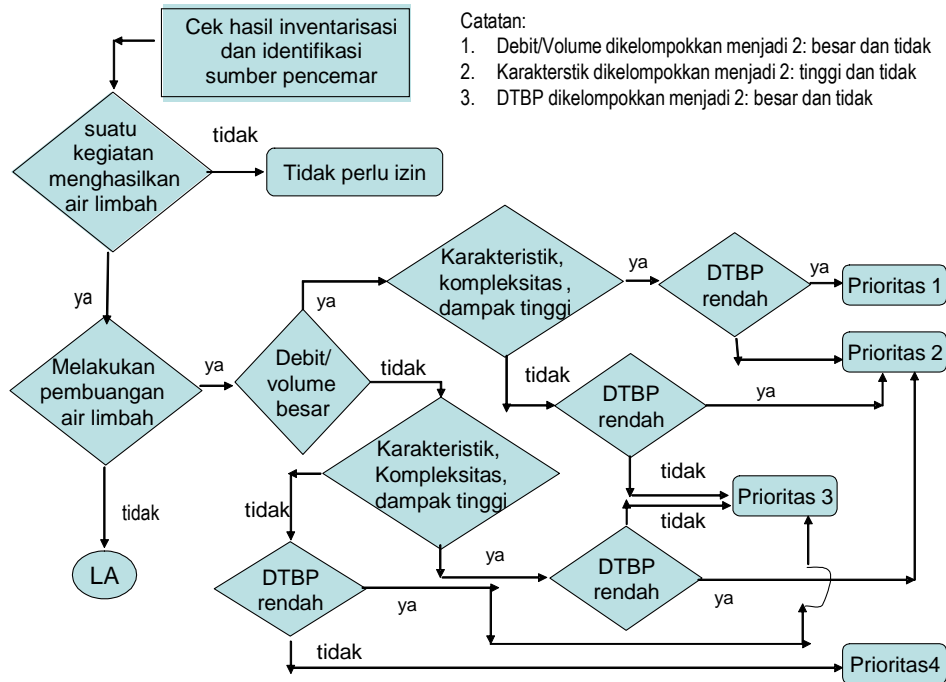 Cek hasil inventarisasi
dan identifikasi
sumber pencemar
Catatan:
1. Debit/Volume dikelompokkan menjadi 2: besar dan tidak
2. Karakterstik dikelompokkan menjadi 2: tinggi dan tidak
3. DTBP dikelompokkan menjadi 2: besar dan tidak
suatu
kegiatan
menghasilkan
air limbah
tidak
Tidak perlu izin
ya
Melakukan
pembuangan
air limbah
ya
tidak
LA
Debit/
volume
besar
ya
tidak
Karakteristik,
kompleksitas ,
dampak tinggi
ya
DTBP
rendah
ya
Prioritas 1
Prioritas 2
tidak
DTBP
rendah
ya
tidak
Prioritas 3
Karakteristik,
Kompleksitas,
dampak tinggi
tidak
ya
DTBP
rendah
tidak
ya
DTBP
rendah
ya
tidak
Prioritas4